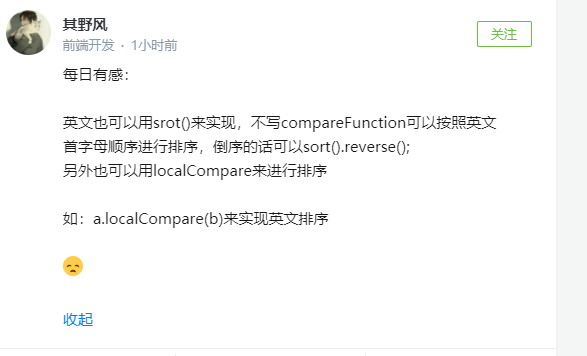 其野风
关注
前端开发 · 1小时前
每日有感：
英文也可以用srot()来实现，不写compareFunction可以按照英文
首字母顺序进行排序，倒序的话可以sort().reverse();
另外也可以用localCompare来进行排序
如：a.localCompare(b)来实现英文排序
收起